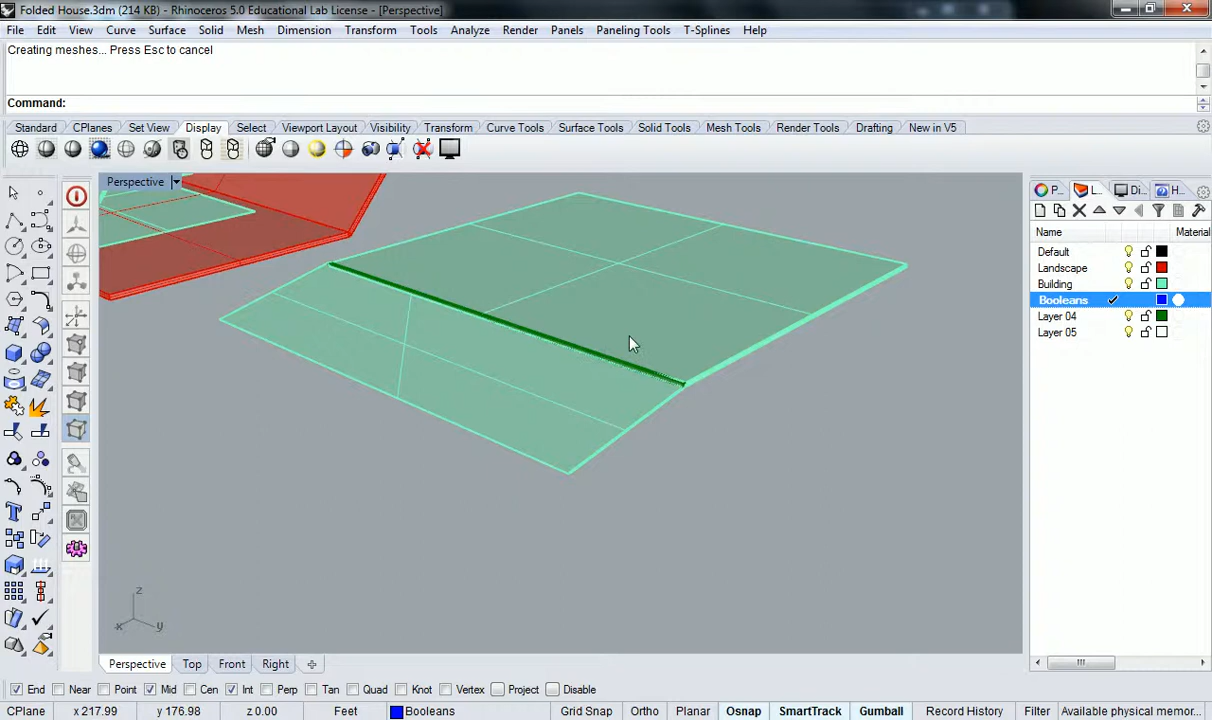 Folded House.3dm (214 KB) - Rhinoceros 5.0 Educational Lab License - [Perspective]
File Edit View Curve Surface Solid Mesh Dimension Transform Tools Analyze Render Panels Paneling Tools T-Splines Help
Creating meshes... Press Esc to cancel
Command:
Standard CPlanes Set View Display Select Viewport Layout Visibility Transform Curve Tools Surface Tools Solid Tools Mesh Tools Render Tools Drafting New in V5
Perspective
P... L... Di... H...
Name Material
Default
Landscape
Building
Booleans
Layer 04
Layer 05
z
x y
Perspective Top Front Right
End Near Point Mid Cen Int Perp Tan Quad Knot Vertex Project Disable
CPlane x 217.99 y 176.98 z 0.00 Feet Booleans Grid Snap Ortho Planar Osnap SmartTrack Gumball Record History Filter Available physical memor...